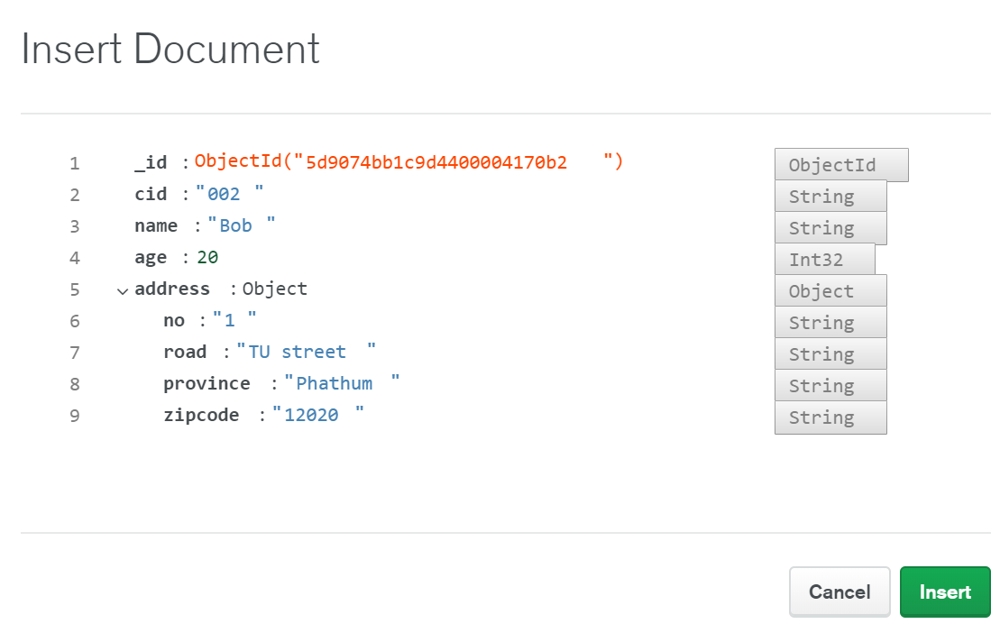 Insert Document
1 _id : ObjectId("5d9074bb1c9d4400004170b2 ") ObjectId
2 cid : "002 " String
3 name : "Bob " String
4 age : 20 Int32
5 address : Object Object
6 no : "1 " String
7 road : "TU street " String
8 province : "Phathum " String
9 zipcode : "12020 " String
Cancel Insert